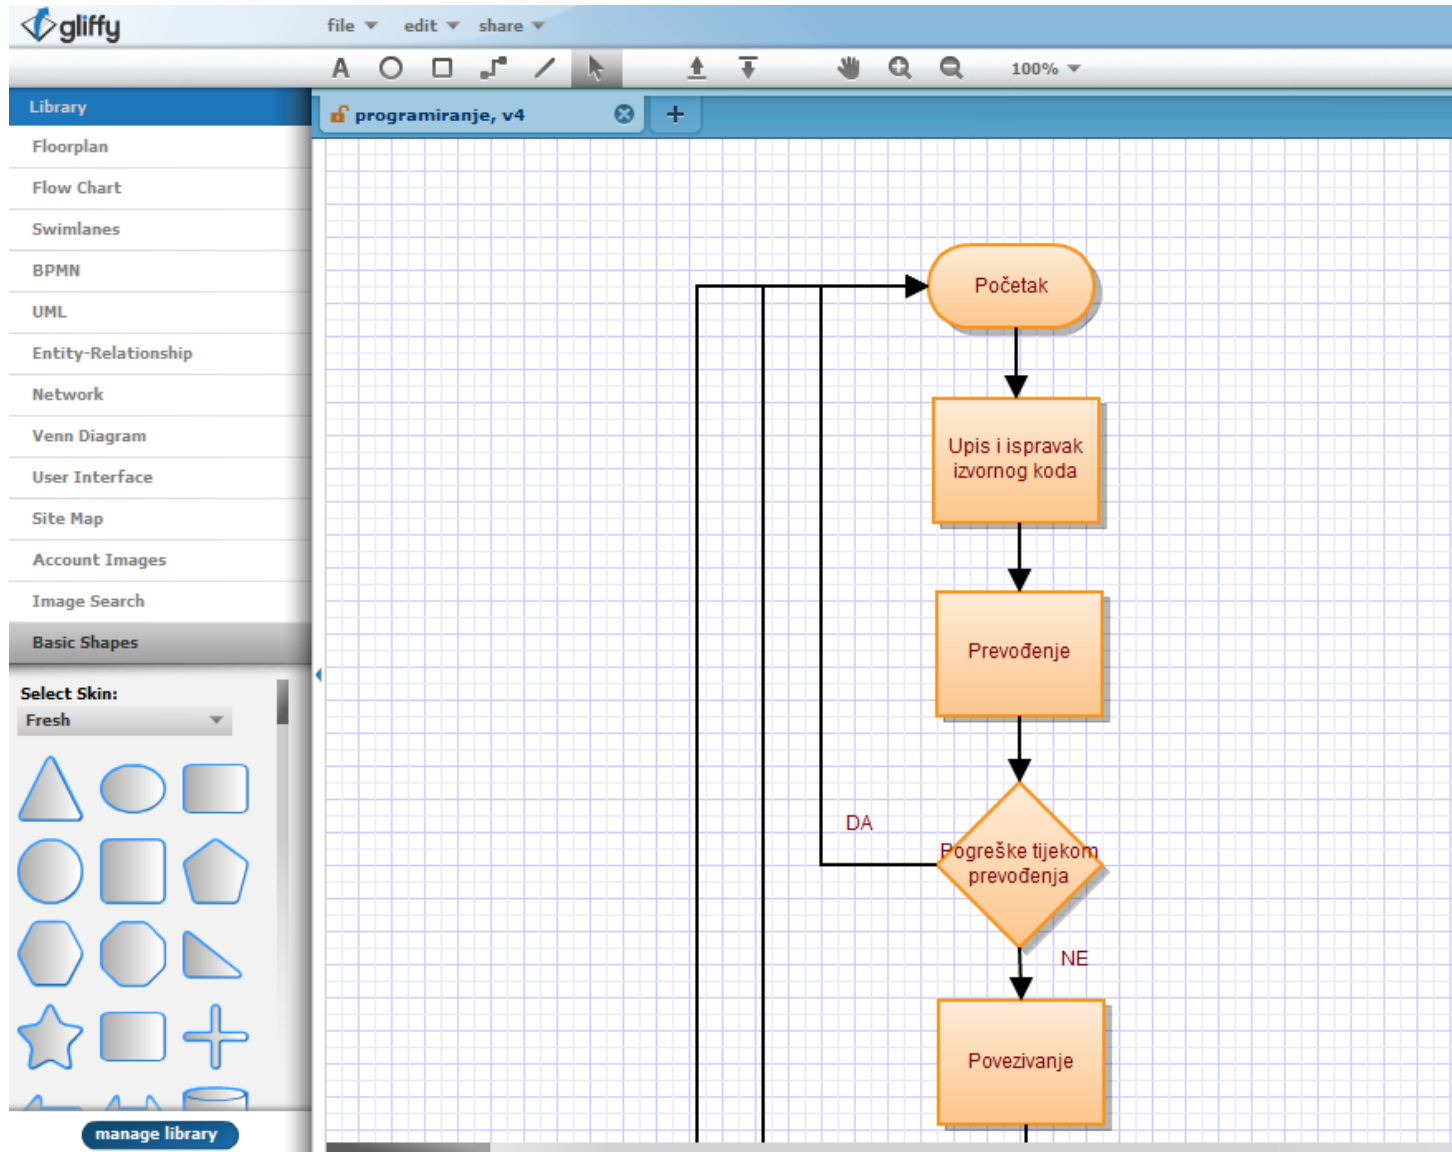 gliffy
file edit share
A
100%
Library
programiranje, v4
Floorplan
Flow Chart
Swimlanes
BPMN
UML
Entity-Relationship
Network
Venn Diagram
User Interface
Site Map
Account Images
Image Search
Basic Shapes
Select Skin:
Fresh
manage library
Početak
Upis i ispravak
izvornog koda
Prevođenje
DA
Pogreške tijekom
prevođenja
NE
Povezivanje